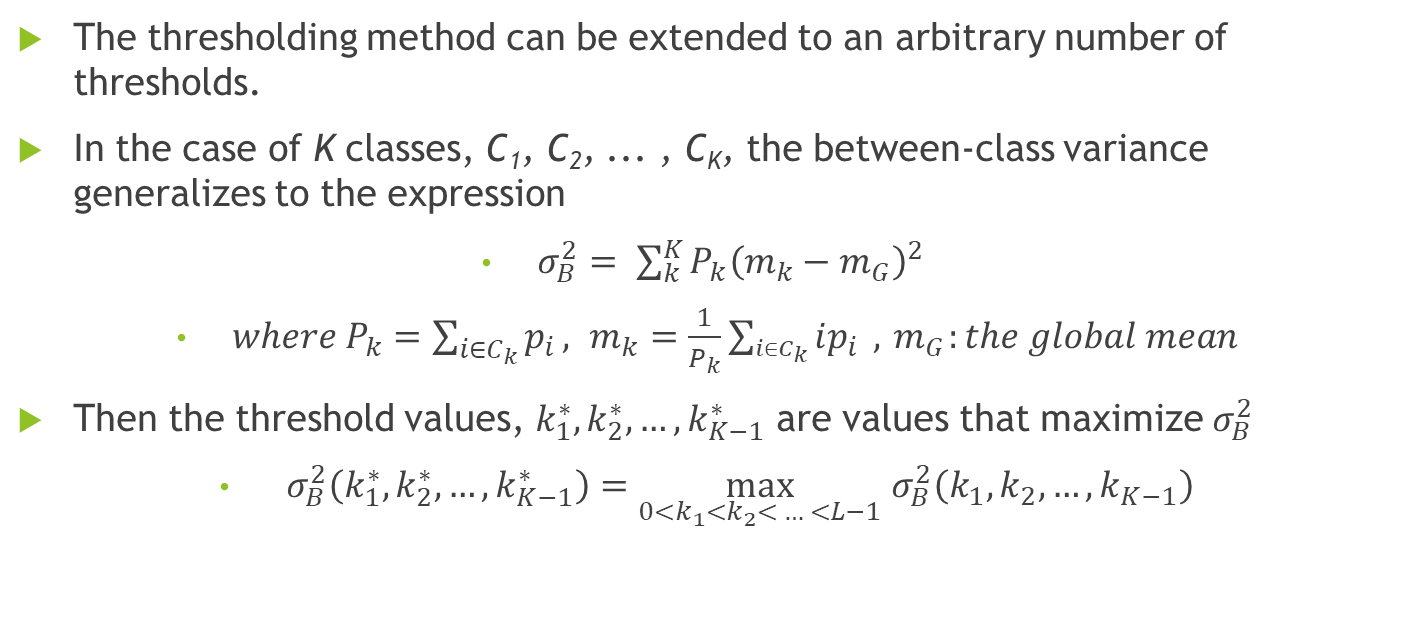 ▶ The thresholding method can be extended to an arbitrary number of
thresholds.
▶ In the case of K classes, C₁, C₂, ... , C_K, the between-class variance
generalizes to the expression
• σ_B^2 = ∑_k^K P_k(m_k − m_G)^2
• where P_k = ∑_{i∈C_k} p_i , m_k = \frac{1}{P_k} ∑_{i∈C_k} ip_i , m_G: the global mean
▶ Then the threshold values, k_1^*, k_2^*, … , k_{K−1}^* are values that maximize σ_B^2
• σ_B^2(k_1^*, k_2^*, … , k_{K−1}^*) = \max_{0<k_1<k_2< … <L−1} σ_B^2(k_1, k_2, … , k_{K−1})